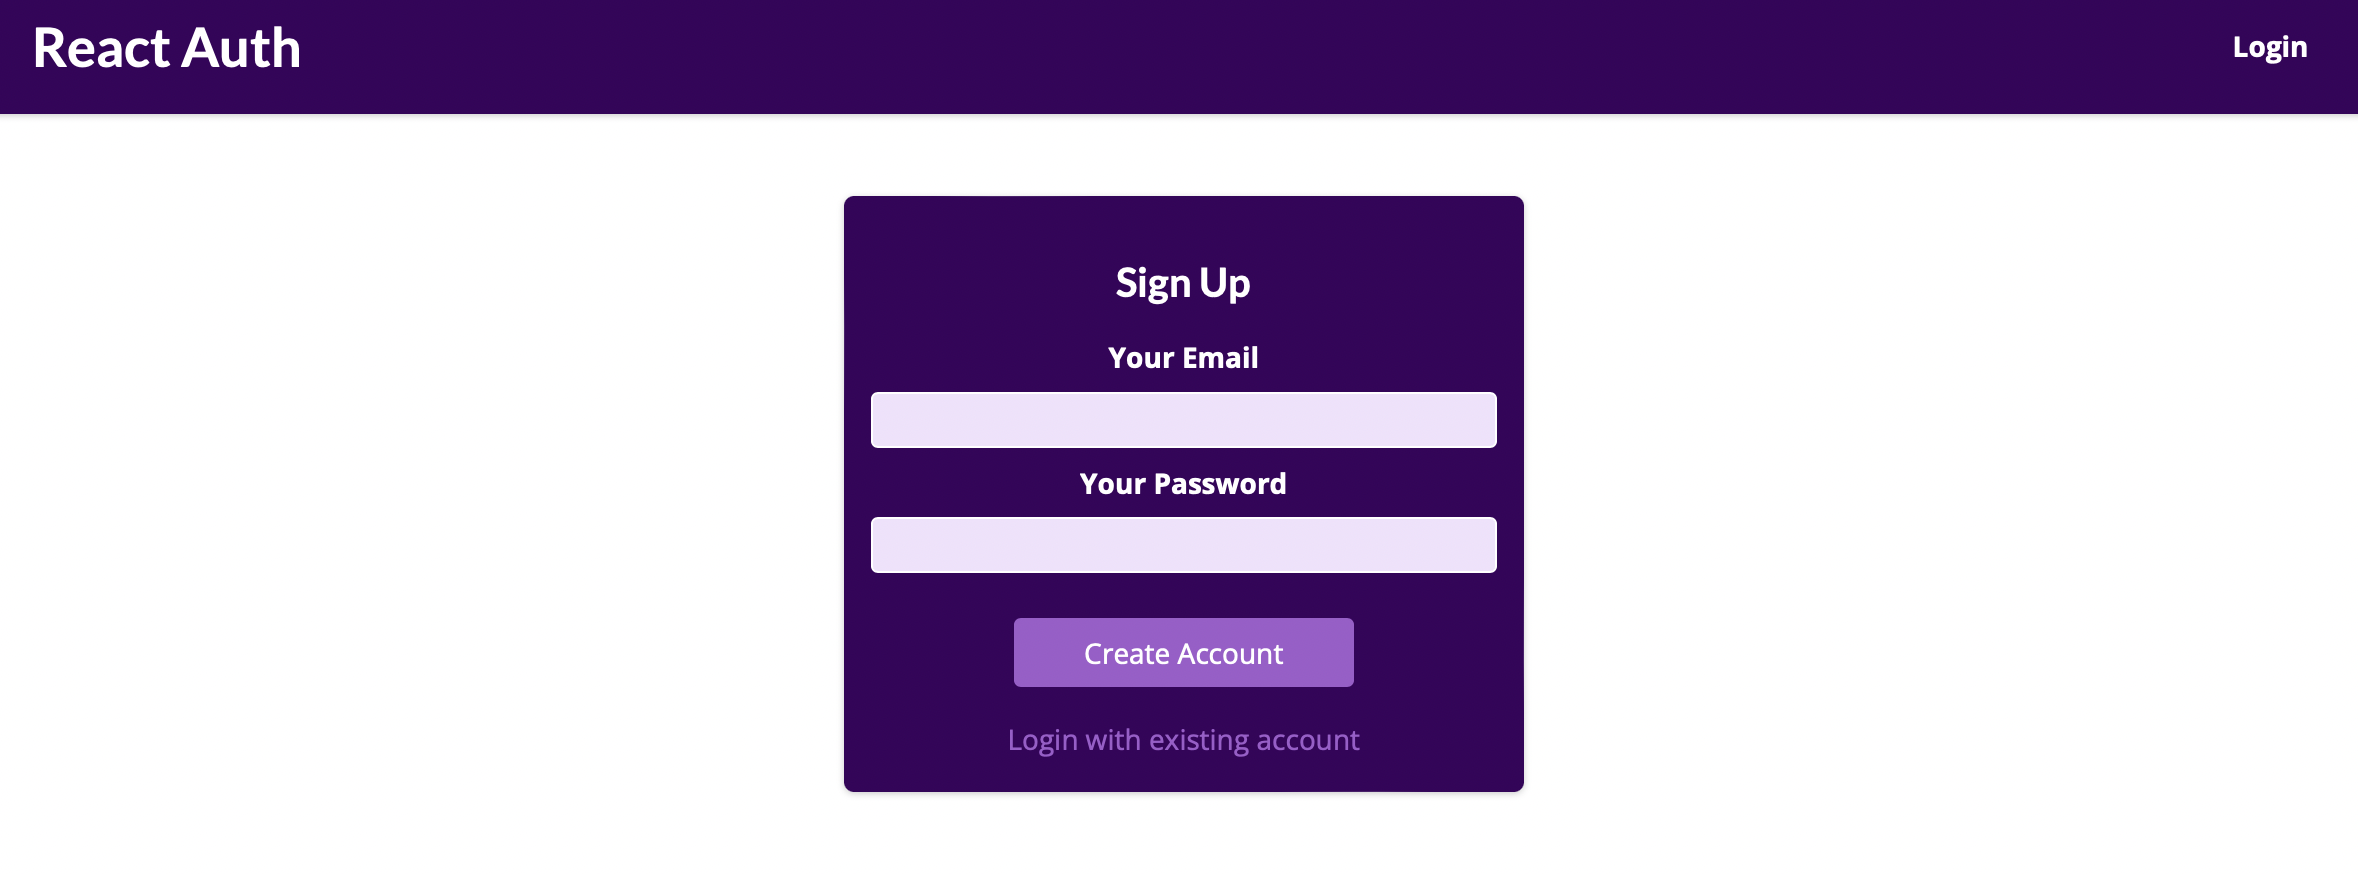 React Auth
Login
Sign Up
Your Email
Your Password
Create Account
Login with existing account